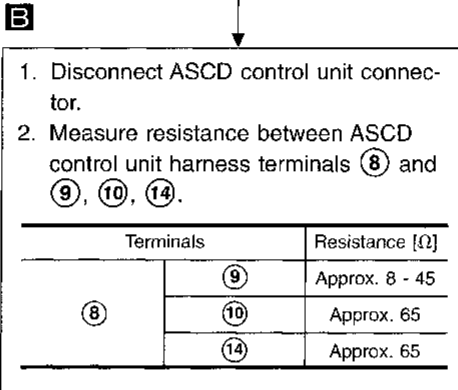 B
1. Disconnect ASCD control unit connec-
tor.
2. Measure resistance between ASCD
control unit harness terminals ⑧ and
⑨, ⑩, ⑭.
Terminals Resistance [Ω]
⑧ ⑨ Approx. 8 - 45
⑩ Approx. 65
⑭ Approx. 65